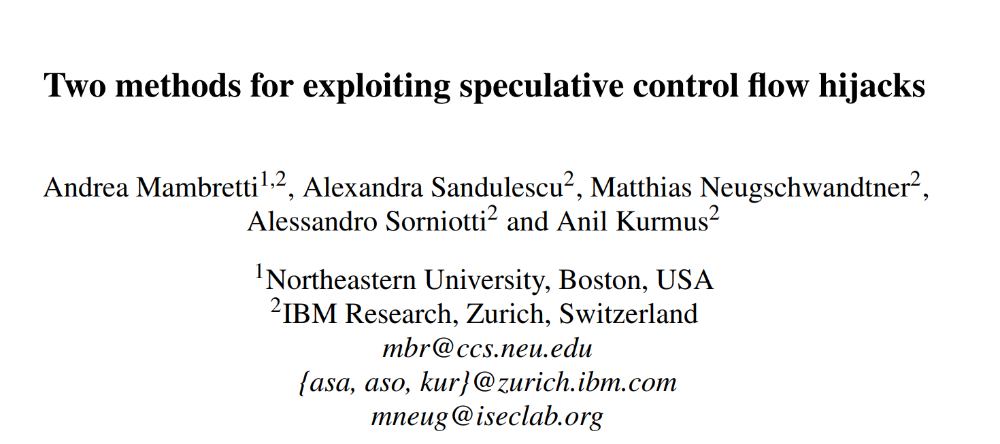 Two methods for exploiting speculative control flow hijacks
Andrea Mambretti1,2, Alexandra Sandulescu2, Matthias Neugschwandtner2,
Alessandro Sorniotti2 and Anil Kurmus2
1Northeastern University, Boston, USA
2IBM Research, Zurich, Switzerland
mbr@ccs.neu.edu
{asa, aso, kur}@zurich.ibm.com
mneug@iseclab.org